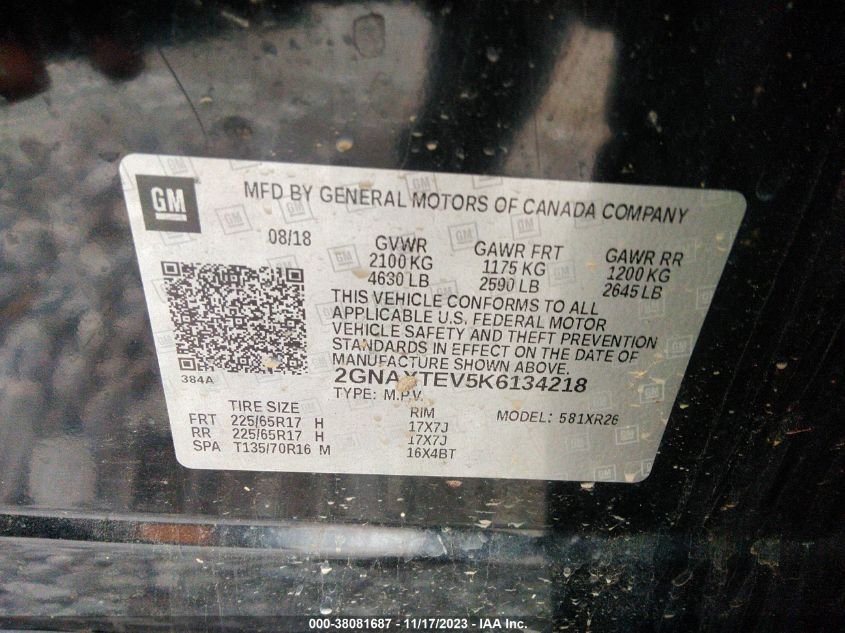 GM
MFD BY GENERAL MOTORS OF CANADA COMPANY
08/18
GVWR
2100 KG
4630 LB
GAWR FRT
1175 KG
2590 LB
GAWR RR
1200 KG
2645 LB
THIS VEHICLE CONFORMS TO ALL
APPLICABLE U.S. FEDERAL MOTOR
VEHICLE SAFETY AND THEFT PREVENTION
STANDARDS IN EFFECT ON THE DATE OF
MANUFACTURE SHOWN ABOVE.
384A
2GNAXTEV5K6134218
TYPE: M.P.V.
MODEL: 581XR26
TIRE SIZE RIM
FRT 225/65R17 H 17X7J
RR 225/65R17 H 17X7J
SPA T135/70R16 M 16X4BT
000-38081687 - 11/17/2023 - IAA Inc.